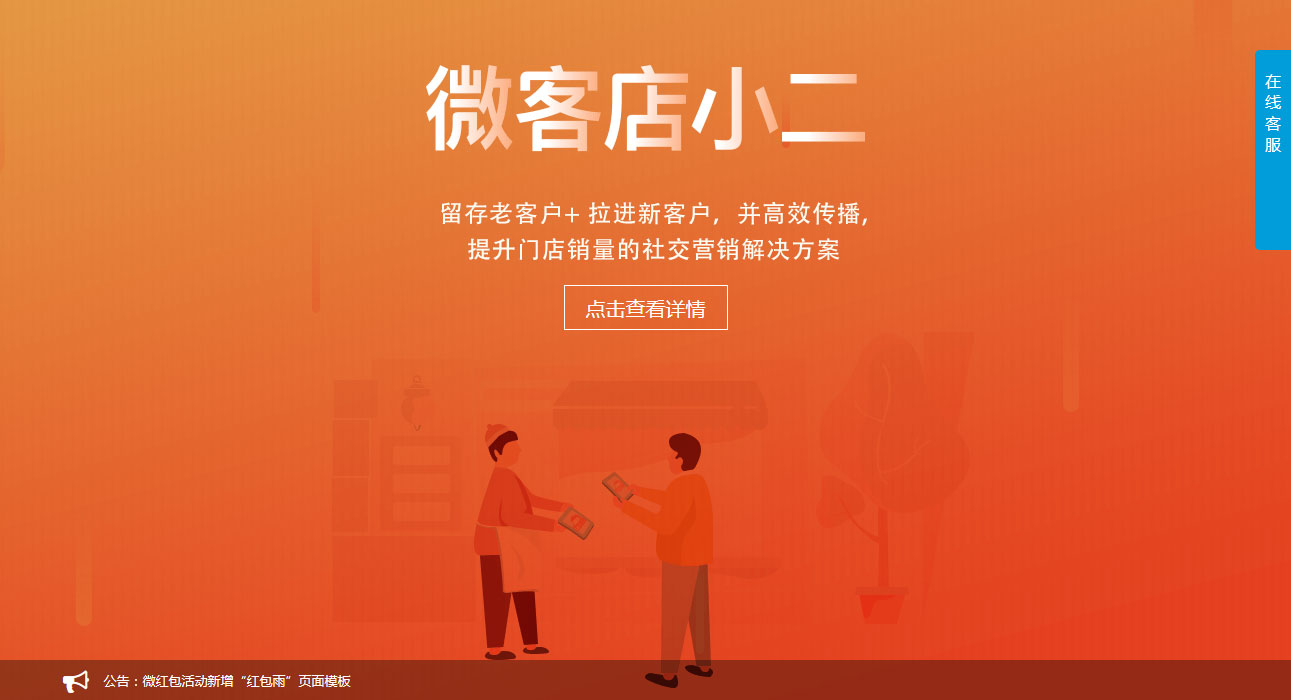 微客店小二
留存老客户+ 拉进新客户，并高效传播,
提升门店销量的社交营销解决方案
点击查看详情
在线客服
公告：微红包活动新增“红包雨”页面模板